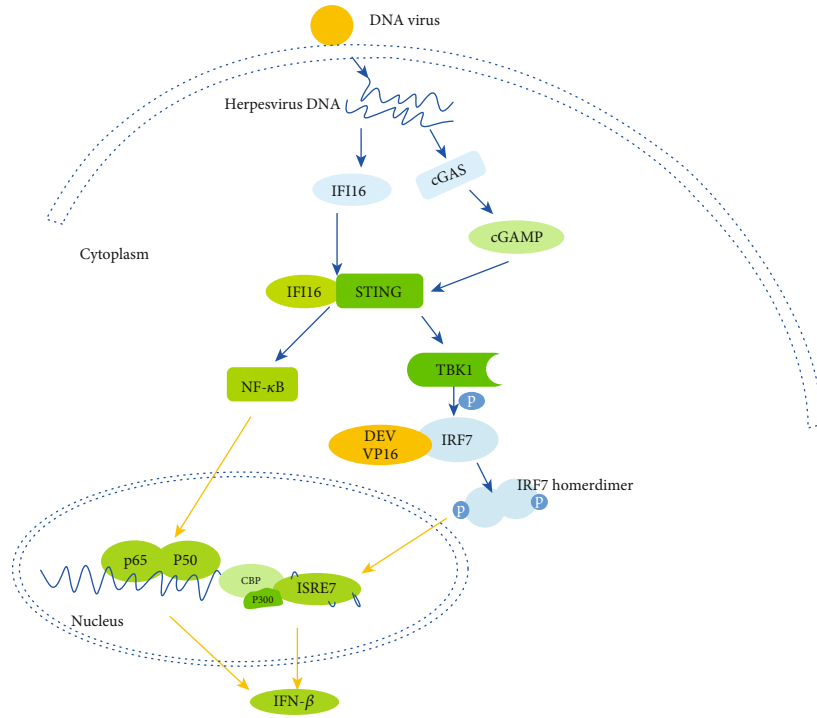 DNA virus
Herpesvirus DNA
IFI16
cGAS
cGAMP
Cytoplasm
IFI16
STING
TBK1
NF-κB
P
DEV
VP16
IRF7
IRF7 homerdimer
P
P
p65
P50
CBP
P300
ISRE7
Nucleus
IFN-β